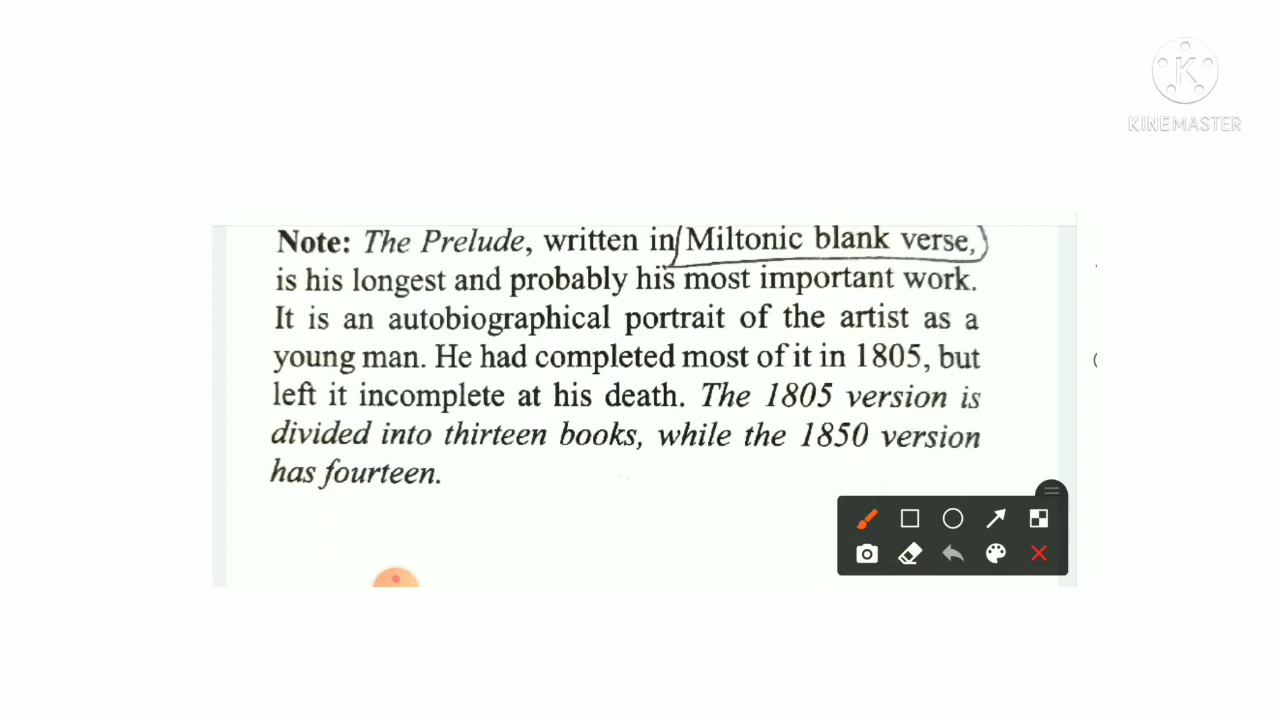 KINEMASTER
Note: The Prelude, written in Miltonic blank verse,
is his longest and probably his most important work.
It is an autobiographical portrait of the artist as a
young man. He had completed most of it in 1805, but
left it incomplete at his death. The 1805 version is
divided into thirteen books, while the 1850 version
has fourteen.